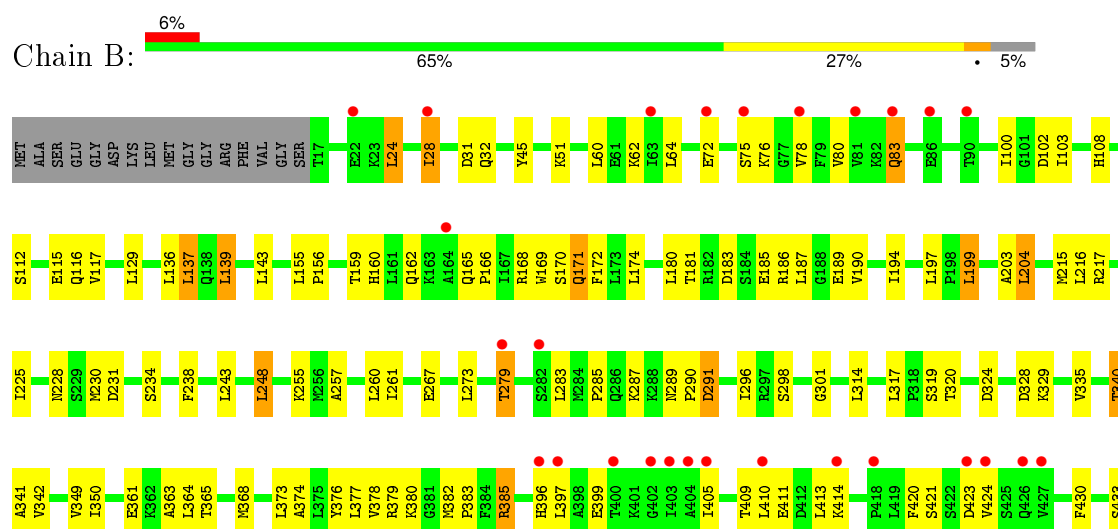 6%
Chain B:
65% 27% • 5%
MET ALA SER GLU GLY ASP LYS LEU MET GLY GLY ARG PHE VAL GLY SER T17 E22 K23 L24 I28 D31 Q32 Y45 K51 L60 E61 K62 I63 L64 E72 S75 K76 G77 V78 F79 V80 V81 K82 Q83 E86 T90 I100 G101 D102 I103 H108
S112 E115 Q116 V117 L129 L136 L137 Q138 L139 L143 L155 P156 T159 H160 L161 Q162 K163 A164 Q165 P166 I167 R168 W169 S170 Q171 F172 L173 L174 L180 T181 R182 D183 S184 E185 R186 L187 G188 E189 V190 I194 L197 P198 L199 A203 L204 M215 L216 R217
I225 N228 S229 M230 D231 S234 F238 L243 L248 K255 M256 A257 L260 I261 E267 L273 T279 S282 L283 M284 P285 Q286 K287 K288 N289 P290 D291 I296 R297 S298 G301 L314 L317 P318 S319 T320 D324 D328 K329 V335
A341 V342 V349 I350 E361 K362 A363 L364 T365 M368 L373 A374 L375 Y376 L377 V378 R379 K380 G381 M382 P383 F384 R385 H396 L397 S398 E399 T400 K401 G402 I403 A404 I405 T409 L410 E411 D412 L413 K414 P418 L419 F420 S421 S422 D423 V424 S425 Q426 V427 F430